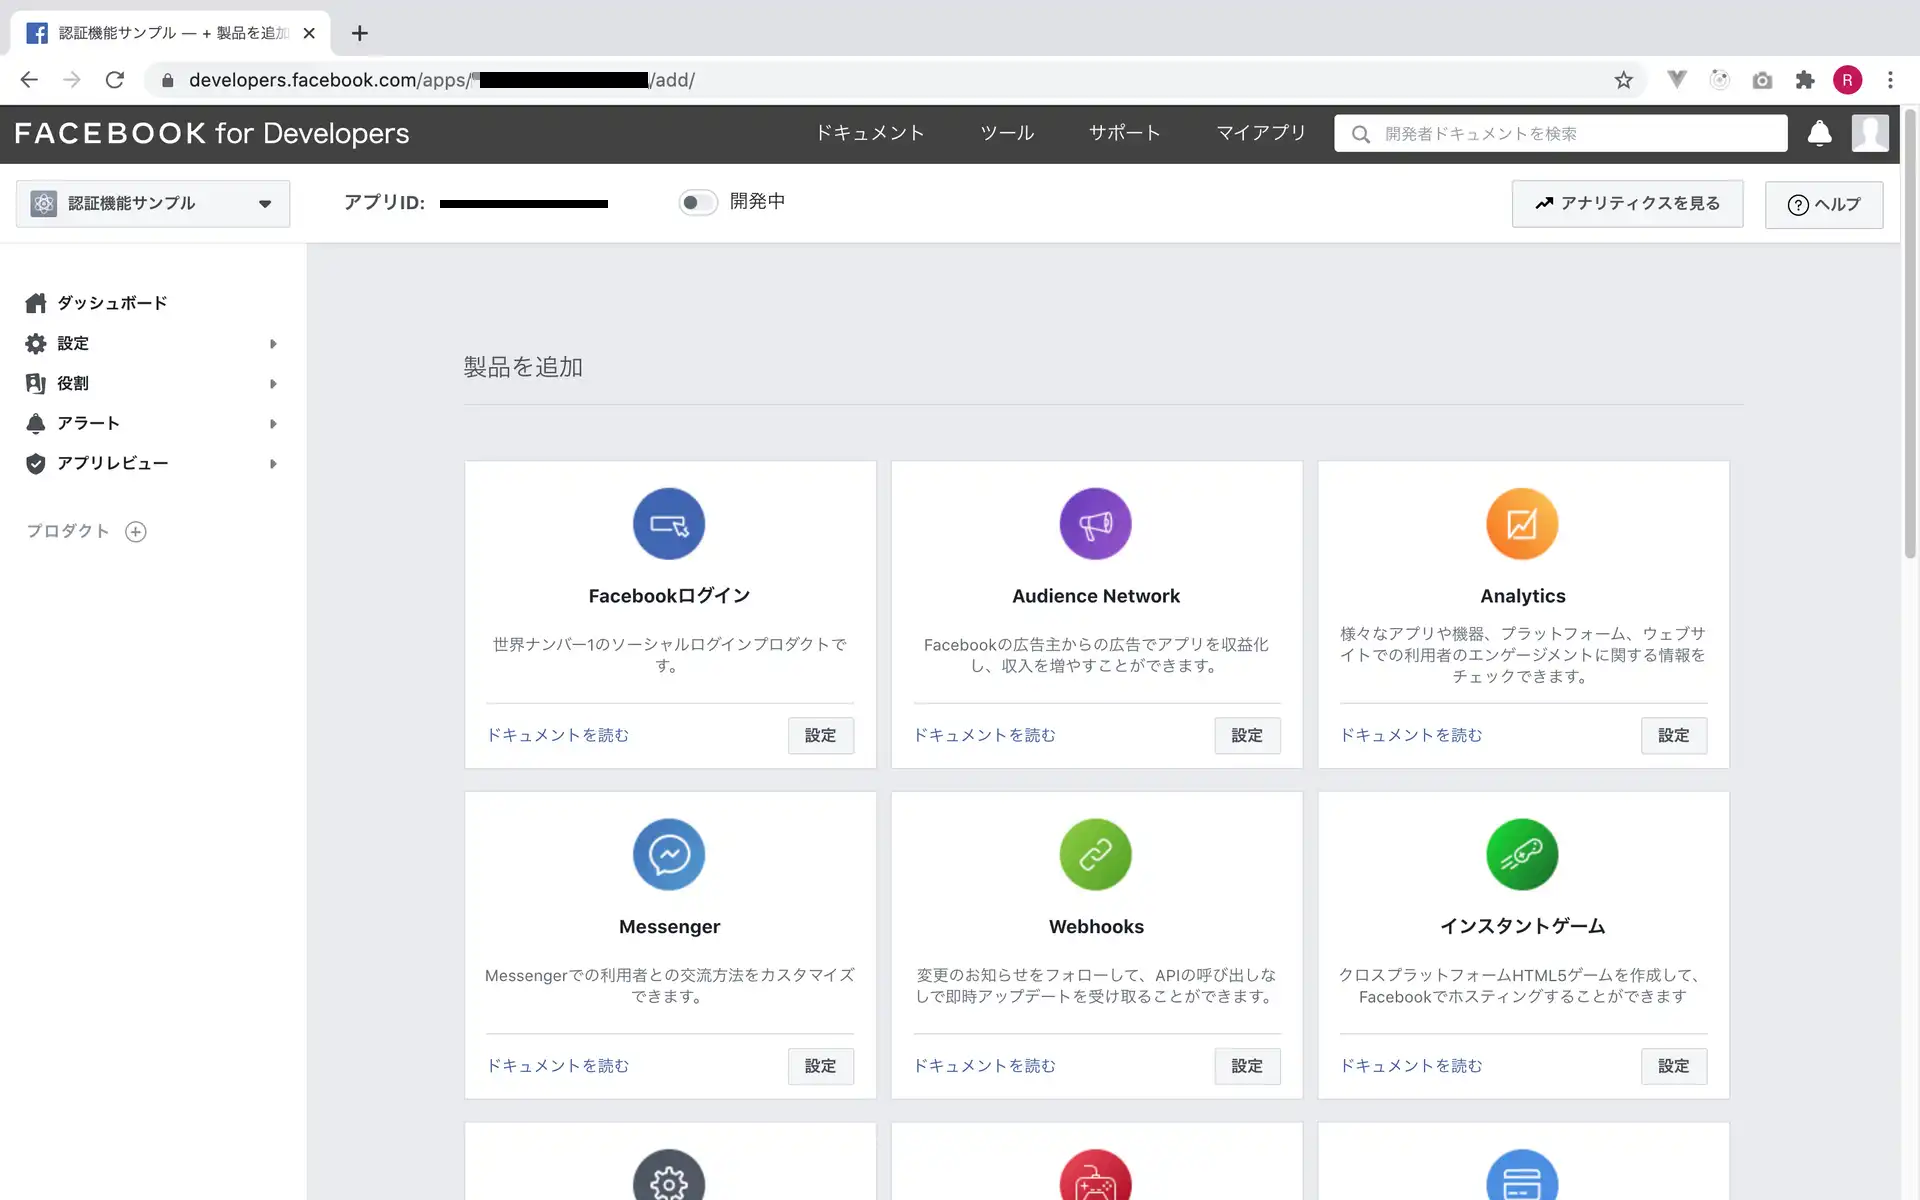 認証機能サンプル — + 製品を追加
developers.facebook.com/apps/ /add/
R
FACEBOOK for Developers
ドキュメント
ツール
サポート
マイアプリ
開発者ドキュメントを検索
認証機能サンプル
アプリID:
開発中
アナリティクスを見る
ヘルプ
ダッシュボード
設定
役割
アラート
アプリレビュー
プロダクト
製品を追加
Facebookログイン
世界ナンバー1のソーシャルログインプロダクトで
す。
ドキュメントを読む
設定
Audience Network
Facebookの広告主からの広告でアプリを収益化
し、収入を増やすことができます。
ドキュメントを読む
設定
Analytics
様々なアプリや機器、プラットフォーム、ウェブサ
イトでの利用者のエンゲージメントに関する情報を
チェックできます。
ドキュメントを読む
設定
Messenger
Messengerでの利用者との交流方法をカスタマイズ
できます。
ドキュメントを読む
設定
Webhooks
変更のお知らせをフォローして、APIの呼び出しな
しで即時アップデートを受け取ることができます。
ドキュメントを読む
設定
インスタントゲーム
クロスプラットフォームHTML5ゲームを作成して、
Facebookでホスティングすることができます
ドキュメントを読む
設定